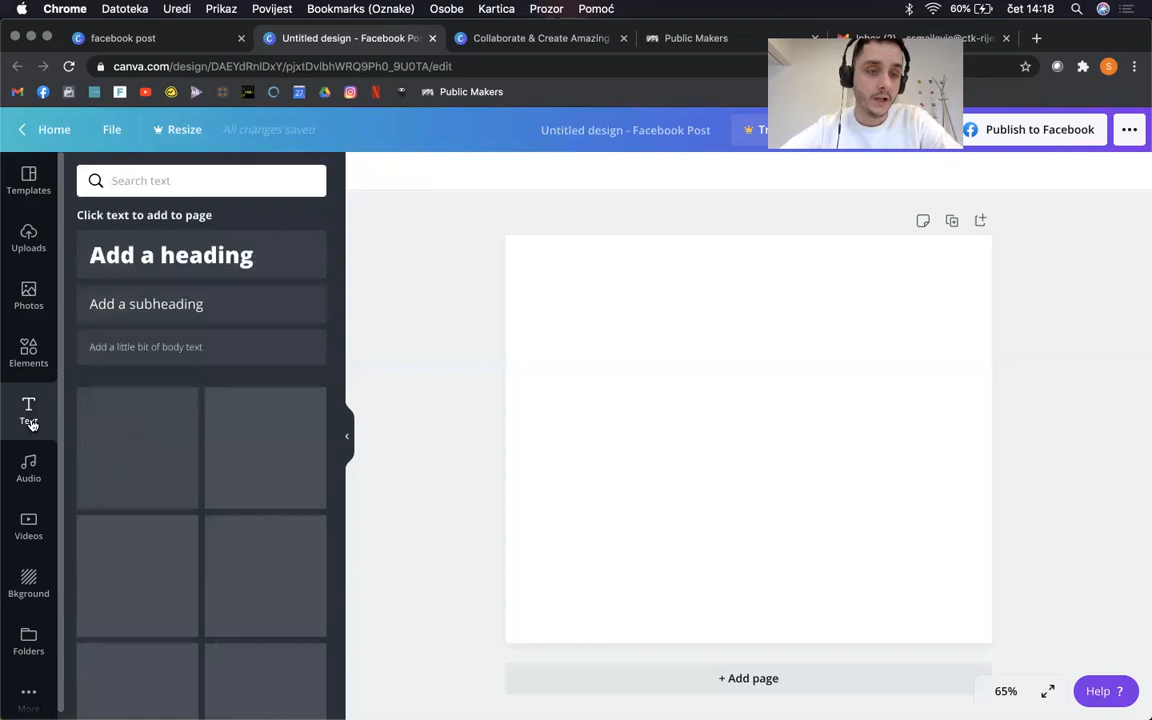 Chrome Datoteka Uredi Prikaz Povijest Bookmarks (Oznake) Osobe Kartica Prozor Pomoć 60% čet 14:18
facebook post Untitled design - Facebook Po Collaborate & Create Amazing Public Makers Inbox
canva.com/design/DAEYdRnlDxY/pjxtDvlbhWRQ9Ph0_9U0TA/edit S
Public Makers
Home File Resize All changes saved Untitled design - Facebook Post Publish to Facebook
Templates
Uploads
Photos
Elements
Text
Audio
Videos
Bkground
Folders
More
Search text
Click text to add to page
Add a heading
Add a subheading
Add a little bit of body text
+ Add page
65% Help ?